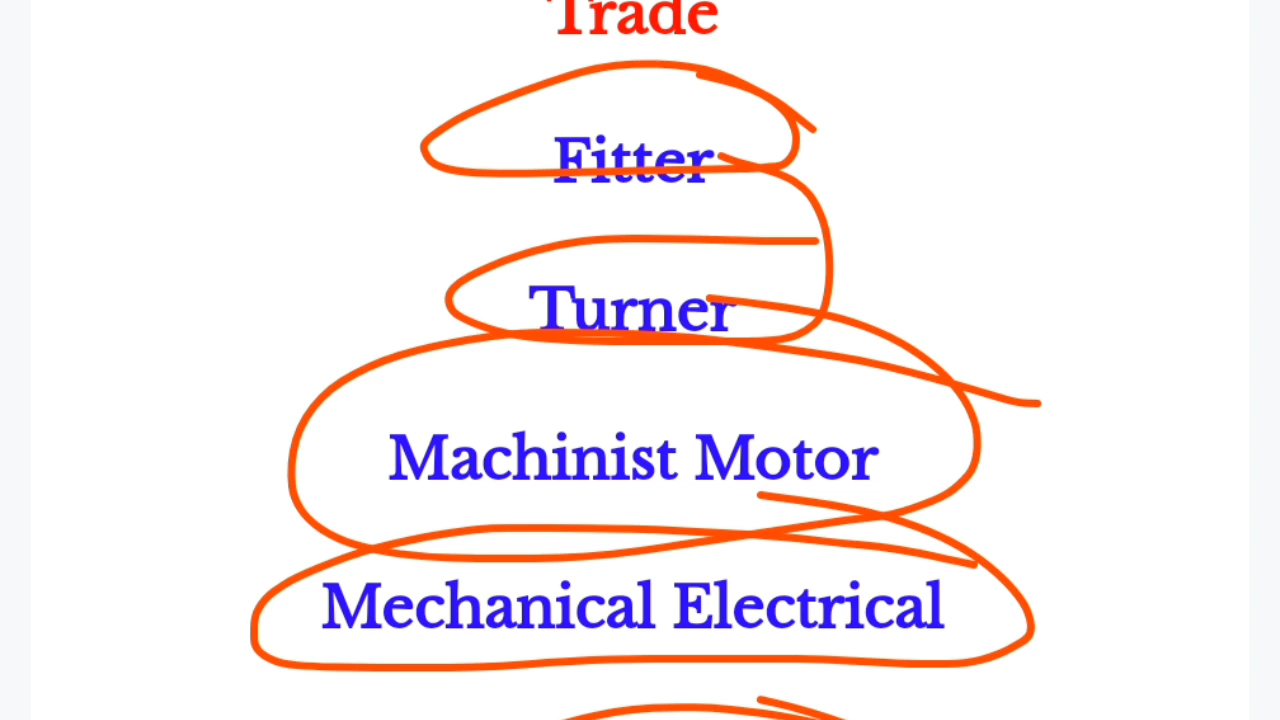 Trade
Fitter
Turner
Machinist Motor
Mechanical Electrical